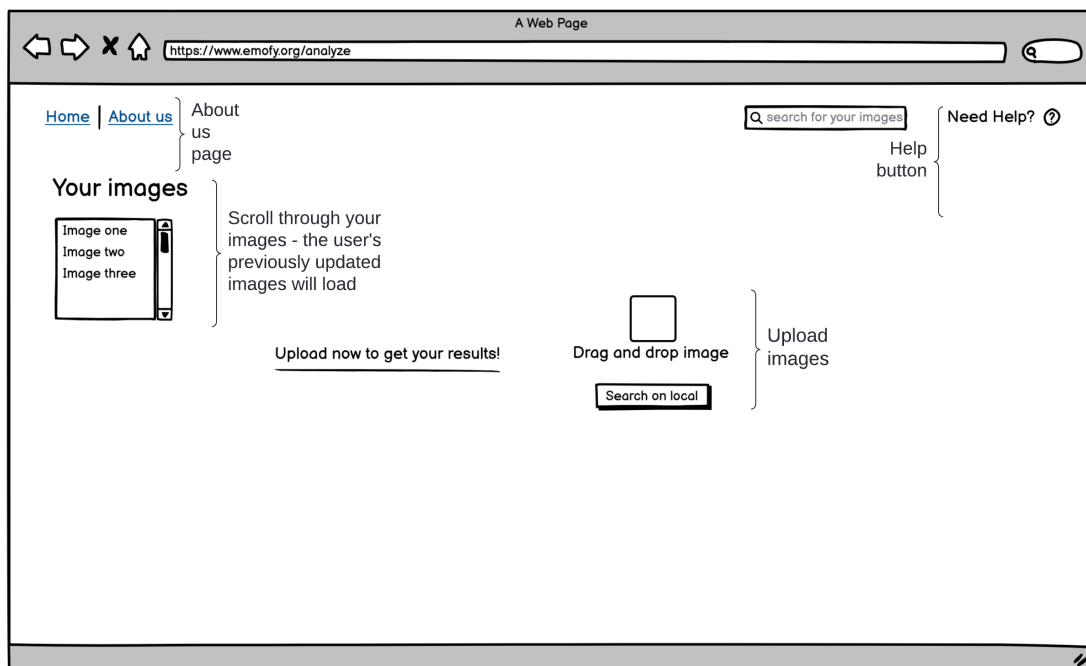 A Web Page
https://www.emofy.org/analyze
Home | About us
About
us
page
search for your images
Need Help? ?
Help
button
Your images
Image one
Image two
Image three
Scroll through your
images - the user's
previously updated
images will load
Upload now to get your results!
Drag and drop image
Search on local
Upload
images